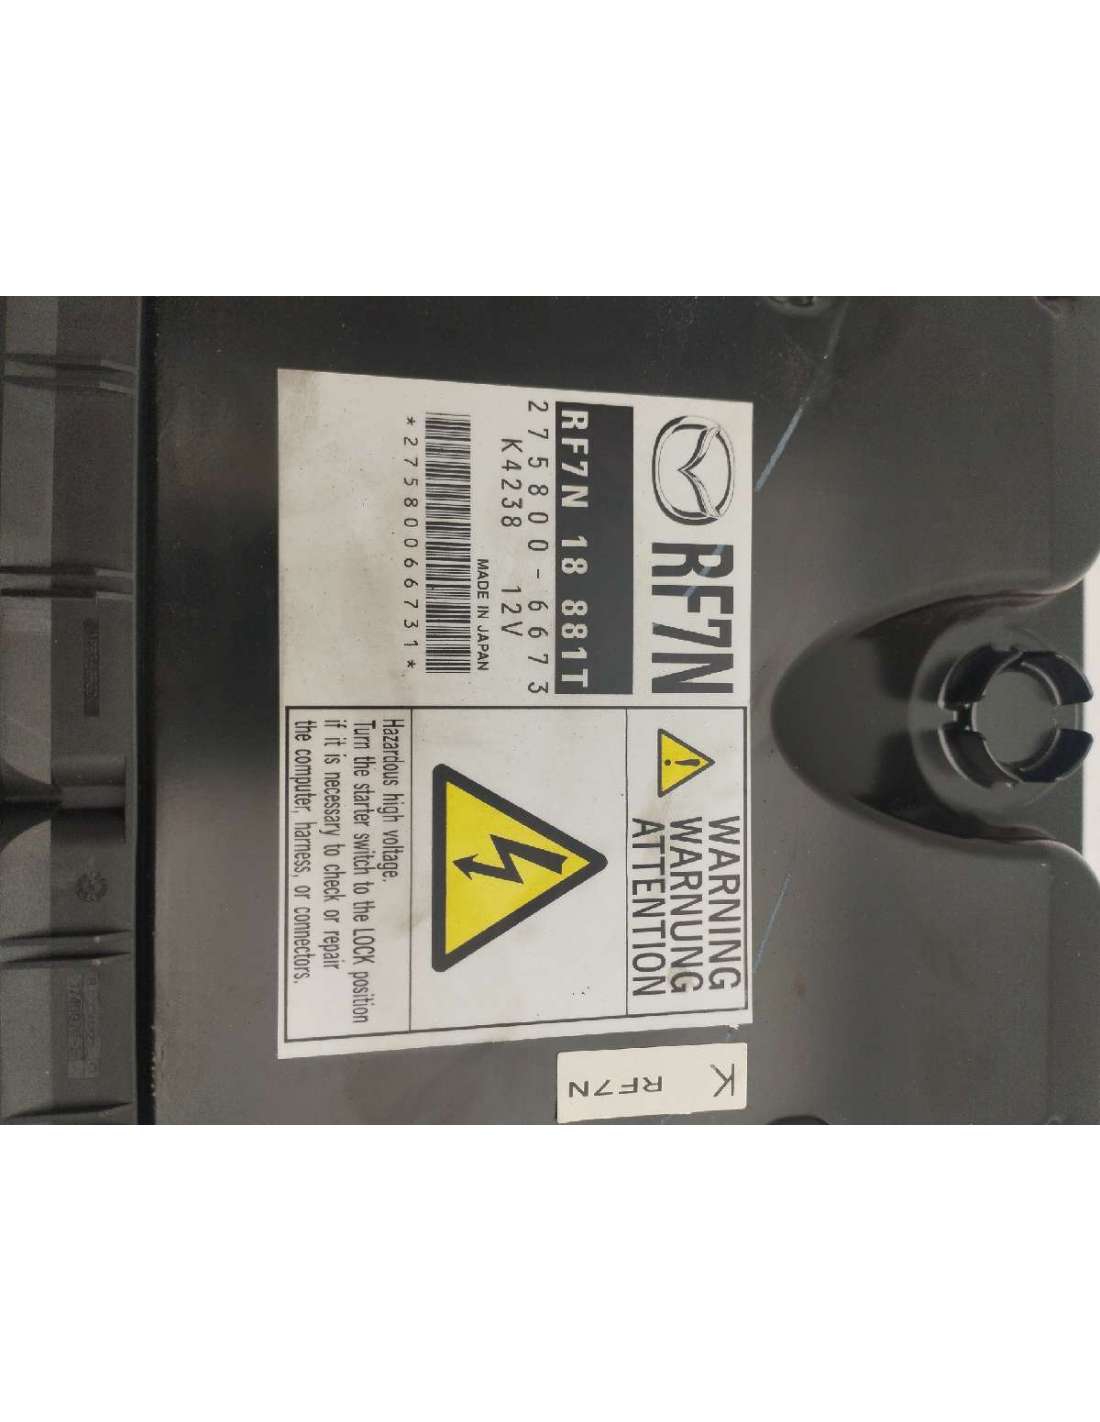 RF7N
RF7N 18 881T
275800-6673
K4238 12V
MADE IN JAPAN
*27580066731*
WARNING
WARNUNG
ATTENTION
Hazardous high voltage.
Turn the starter switch to the LOCK position
if it is necessary to check or repair
the computer, harness, or connectors.
K
RF7N